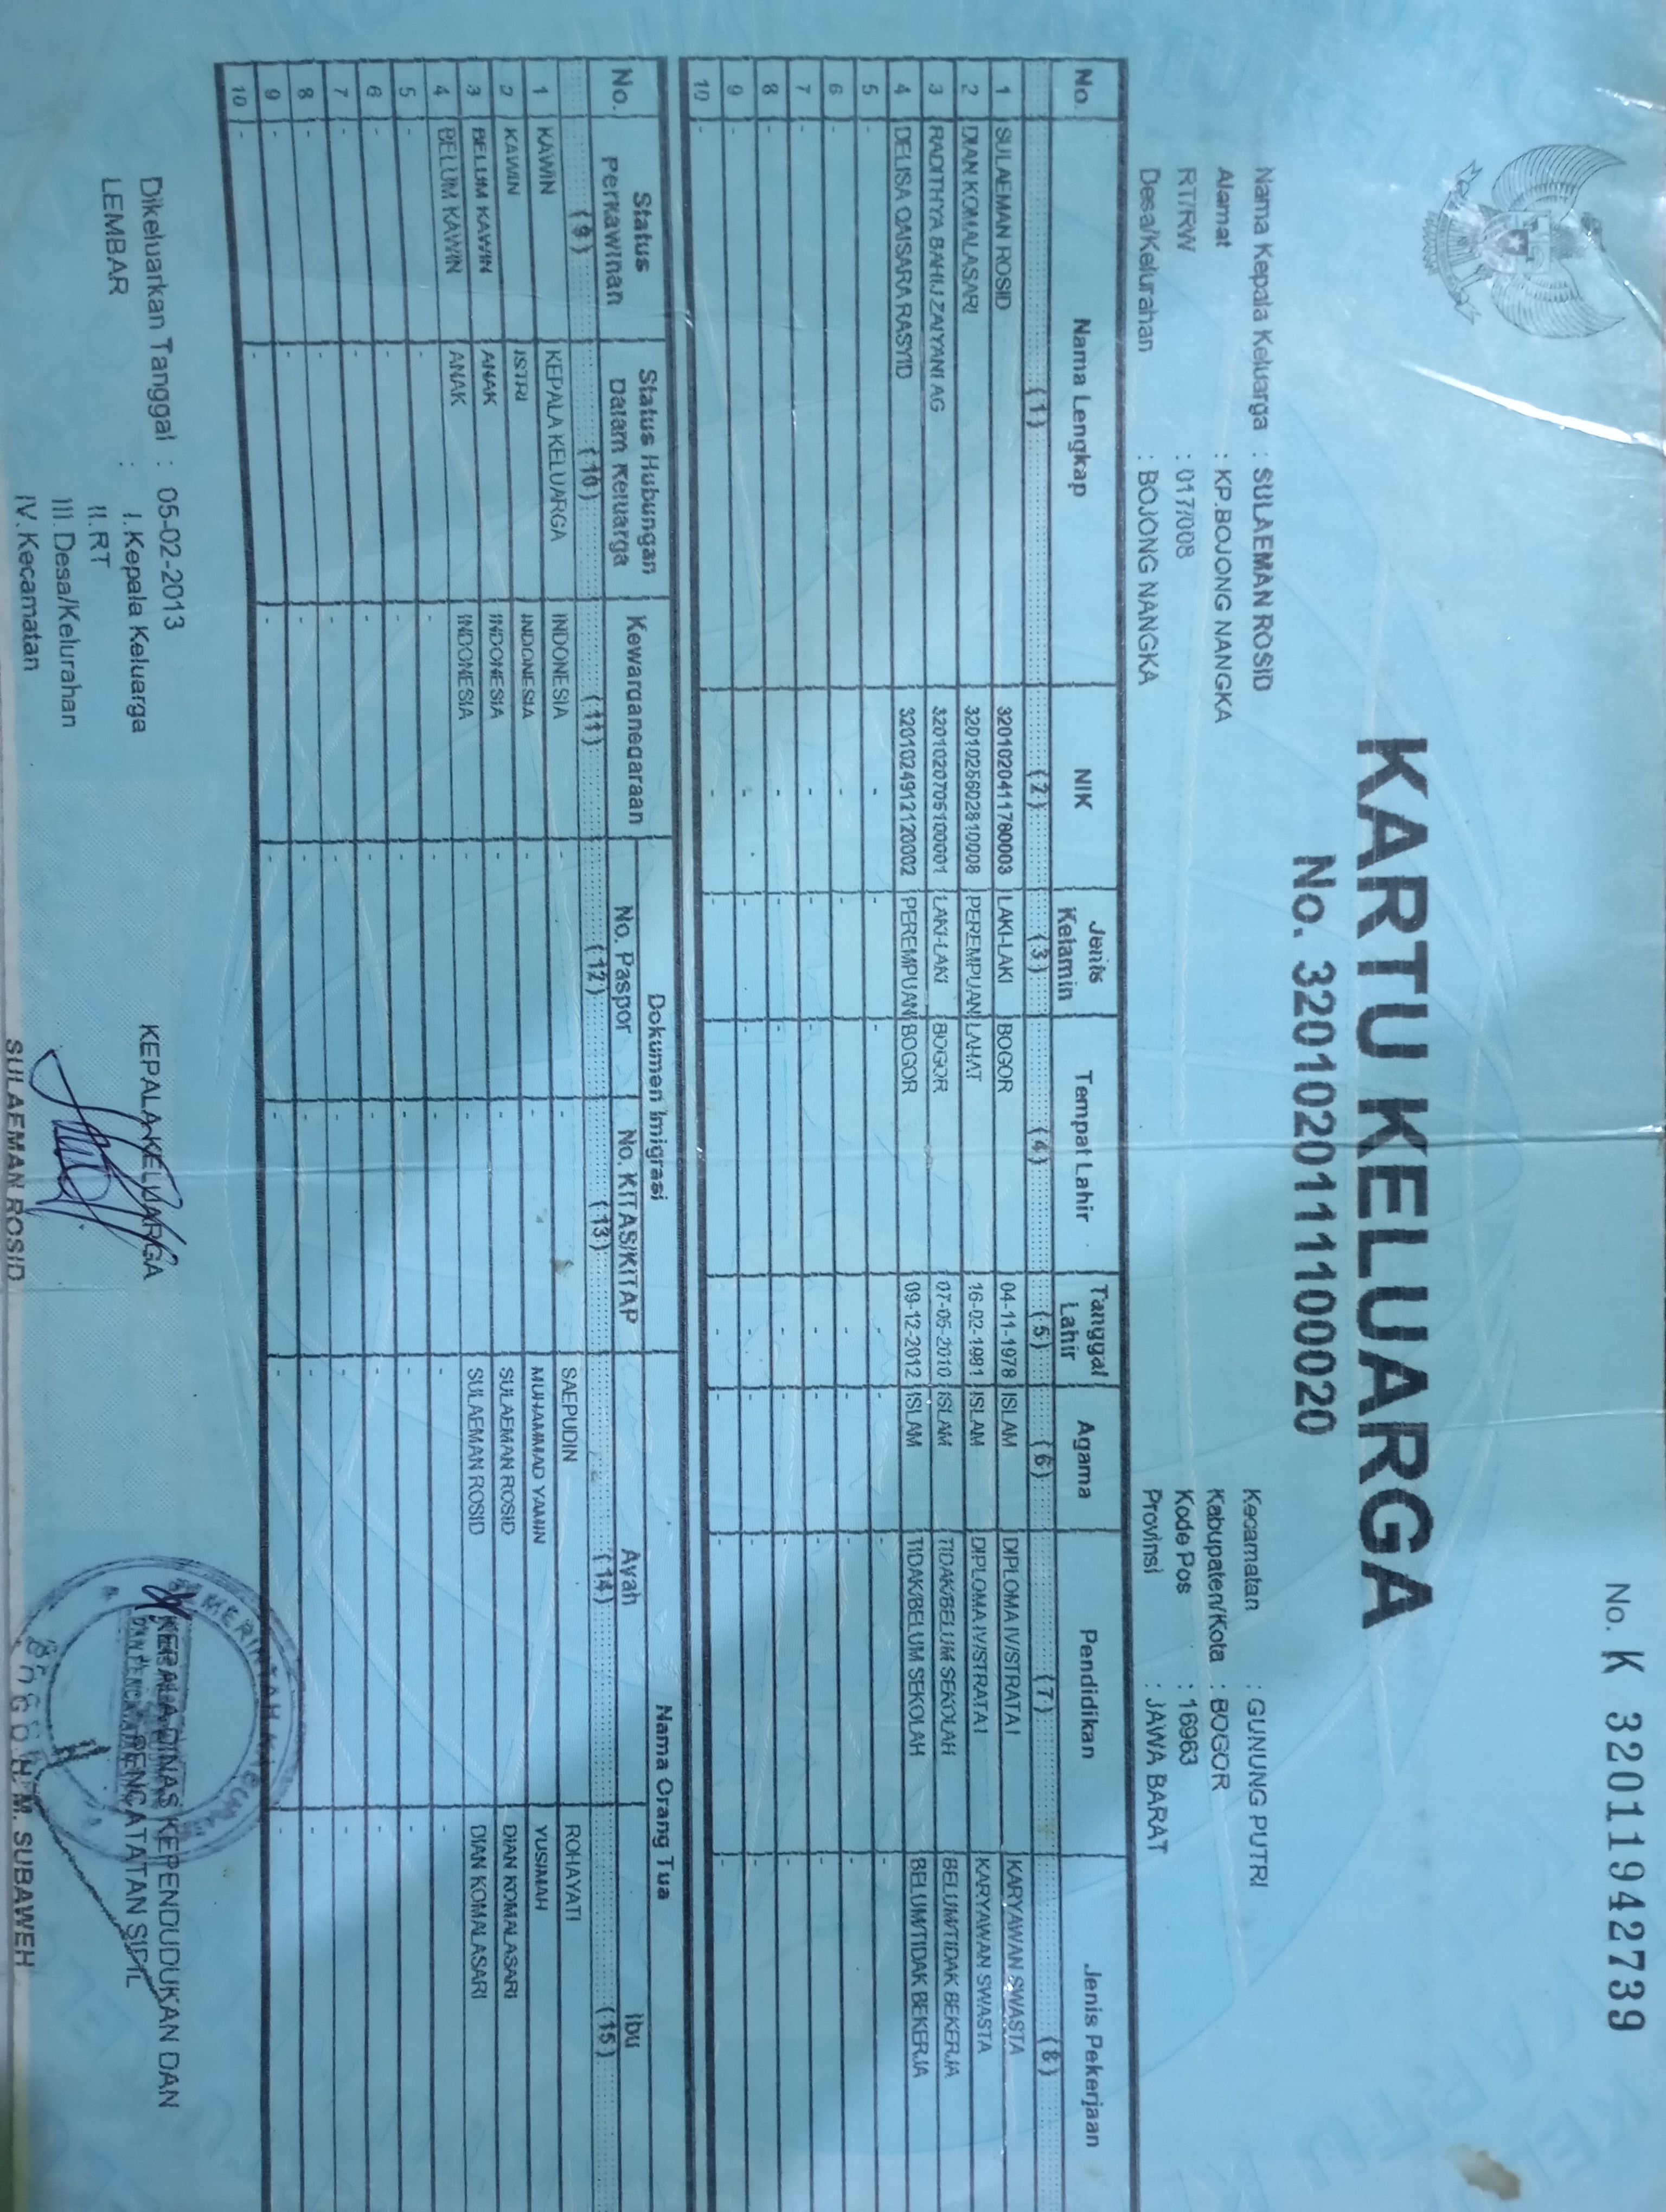 No. K 32011942739
KARTU KELUARGA
No. 3201020111100020
Nama Kepala Keluarga : SULAEMAN ROSID
Alamat : KP.BOJONG NANGKA
RT/RW : 017/008
Desa/Kelurahan : BOJONG NANGKA
Kecamatan : GUNUNG PUTRI
Kabupaten/Kota : BOGOR
Kode Pos : 16963
Provinsi : JAWA BARAT
No. Nama Lengkap NIK Jenis Kelamin Tempat Lahir Tanggal Lahir Agama Pendidikan Jenis Pekerjaan
(1) (2) (3) (4) (5) (6) (7) (8)
1 SULAEMAN ROSID 3201020411780003 LAKI-LAKI BOGOR 04-11-1978 ISLAM DIPLOMA IV/STRATA I KARYAWAN SWASTA
2 DIAN KOMALASARI 3201025602810008 PEREMPUAN LAHAT 16-02-1981 ISLAM DIPLOMA IV/STRATA I KARYAWAN SWASTA
3 RADITHYA BAHIJ ZAIYANI AG LAKI-LAKI BOGOR ISLAM TIDAK/BELUM SEKOLAH BELUM/TIDAK BEKERJA
4 DELISA QAISARA RASYID 3201024912120002 PEREMPUAN BOGOR 09-12-2012 ISLAM TIDAK/BELUM SEKOLAH BELUM/TIDAK BEKERJA
5 - - - - - - - -
6 - - - - - - - -
7 - - - - - - - -
8 - - - - - - - -
9 - - - - - - - -
10 - - - - - - - -
No. Status Perkawinan Status Hubungan Dalam Keluarga Kewarganegaraan Dokumen Imigrasi Nama Orang Tua
No. Paspor No. KITAS/KITAP Ayah Ibu
(9) (10) (11) (12) (13) (14) (15)
1 KAWIN KEPALA KELUARGA INDONESIA - - SAEPUDIN ROHAYATI
2 KAWIN ISTRI INDONESIA - - MUHAMMAD YAMIN YUSIMAH
3 BELUM KAWIN ANAK INDONESIA - - SULAEMAN ROSID DIAN KOMALASARI
4 BELUM KAWIN ANAK INDONESIA - - SULAEMAN ROSID DIAN KOMALASARI
5 - - - - - - -
6 - - - - - - -
7 - - - - - - -
8 - - - - - - -
9 - - - - - - -
10 - - - - - - -
Dikeluarkan Tanggal : 05-02-2013
LEMBAR : I. Kepala Keluarga
II. RT
III. Desa/Kelurahan
IV. Kecamatan
KEPALA KELUARGA
SULAEMAN ROSID
KEPALA DINAS KEPENDUDUKAN DAN
PENCATATAN SIPIL
H.M. SUBAWEH